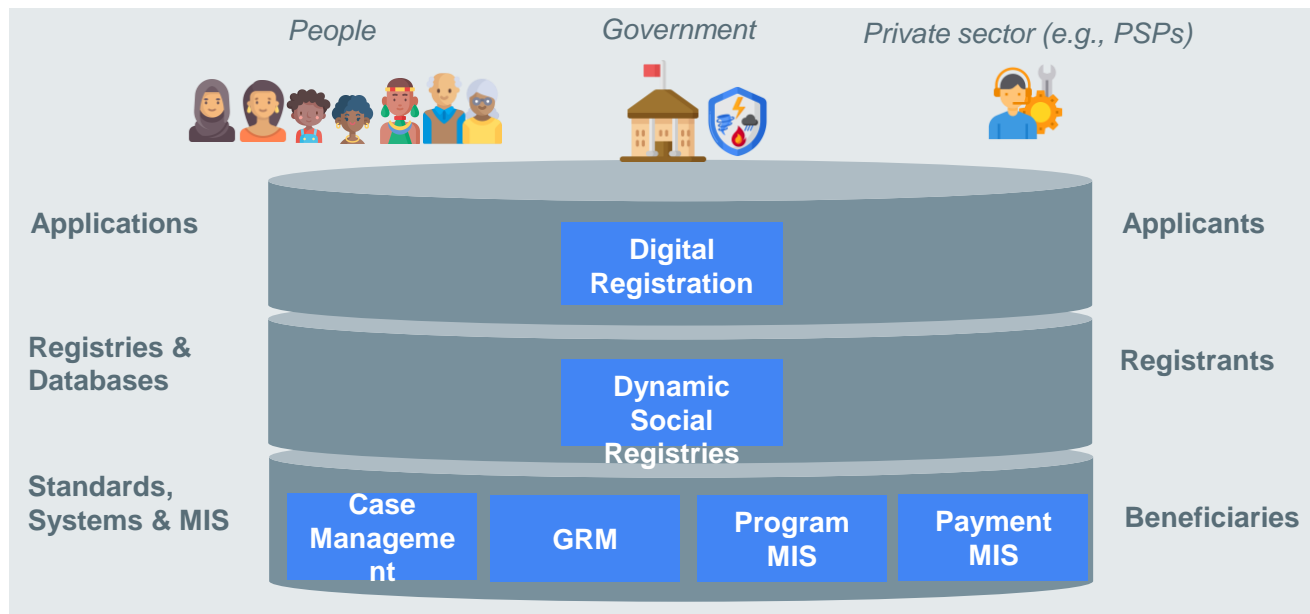 People
Government
Private sector (e.g., PSPs)
Applications
Digital
Registration
Applicants
Registries &
Databases
Dynamic
Social
Registries
Registrants
Standards,
Systems & MIS
Case
Manageme
nt
GRM
Program
MIS
Payment
MIS
Beneficiaries